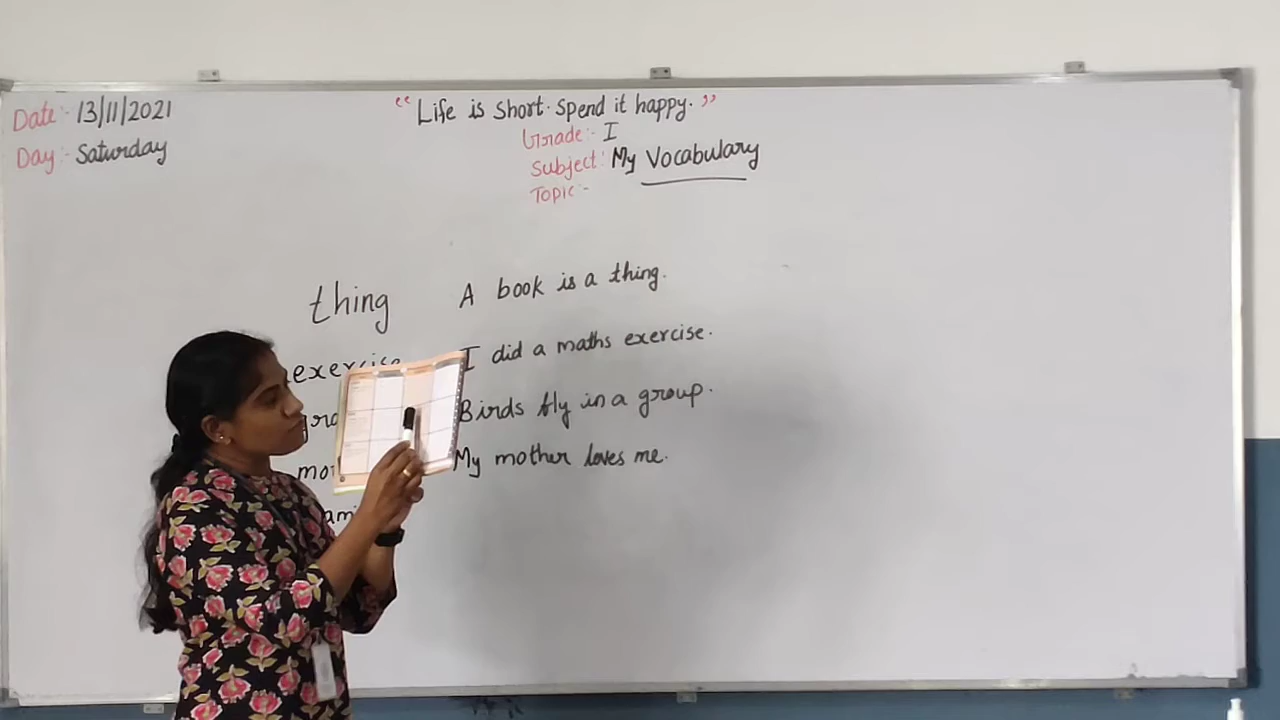 Date:- 13/11/2021
Day:- Saturday
"Life is short. Spend it happy."
Grade:- I
Subject: My Vocabulary
Topic:-
thing A book is a thing.
exercise I did a maths exercise.
Birds fly in a group.
My mother loves me.